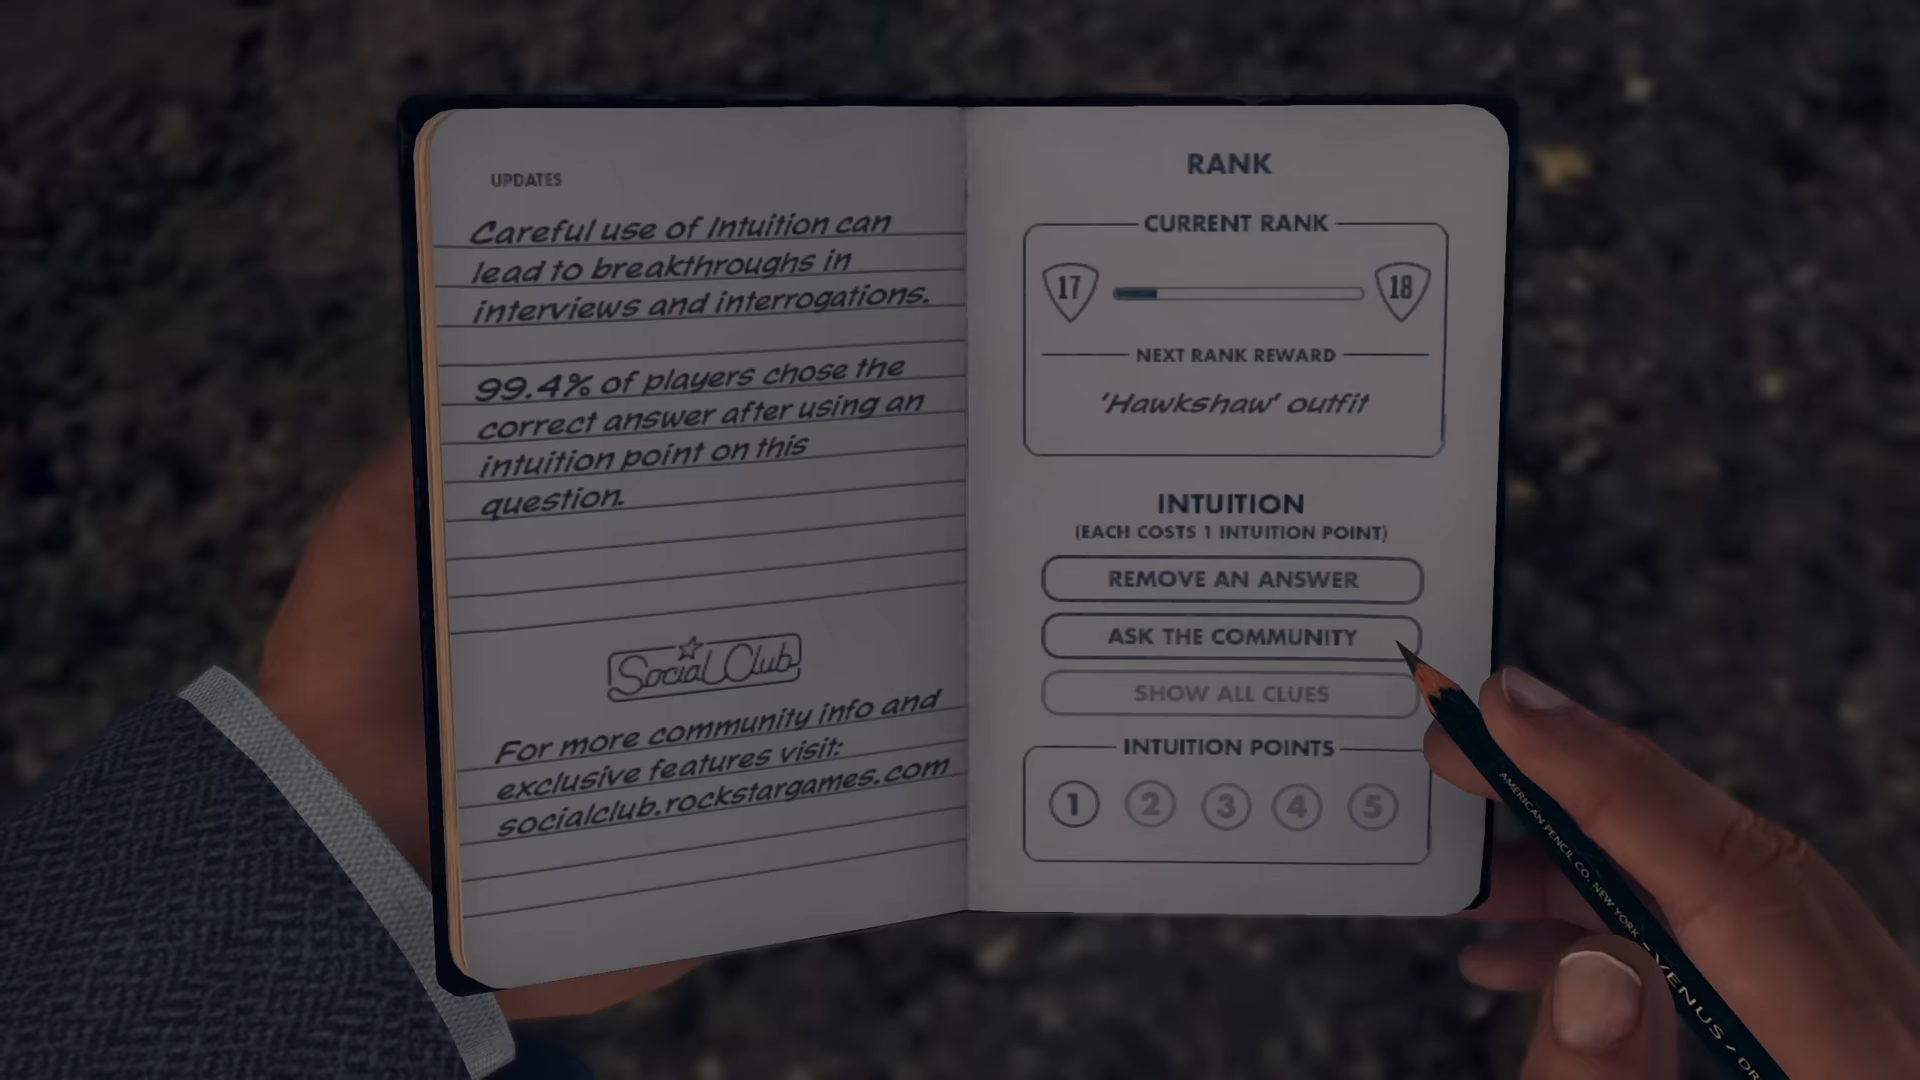 UPDATES
Careful use of Intuition can
lead to breakthroughs in
interviews and interrogations.
99.4% of players chose the
correct answer after using an
intuition point on this
question.
Social Club
For more community info and
exclusive features visit:
socialclub.rockstargames.com
RANK
CURRENT RANK
17
18
NEXT RANK REWARD
'Hawkshaw' outfit
INTUITION
(EACH COSTS 1 INTUITION POINT)
REMOVE AN ANSWER
ASK THE COMMUNITY
SHOW ALL CLUES
INTUITION POINTS
1 2 3 4 5
AMERICAN PENCIL CO. NEW YORK - VENUS / DR